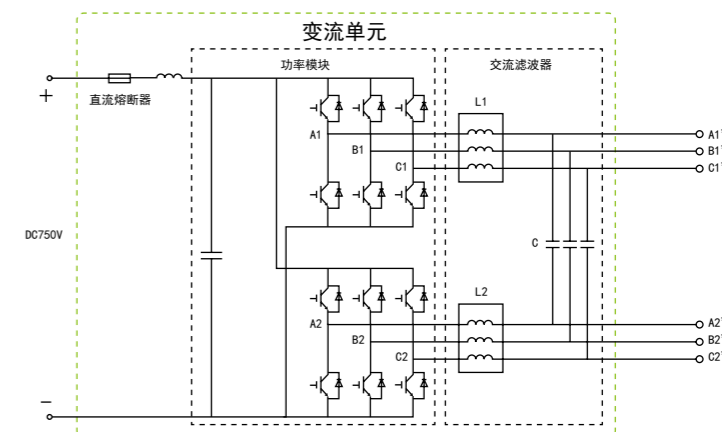 变流单元
功率模块
交流滤波器
+
直流熔断器
L1
A1
A1'
B1
B1'
C1
C1'
DC750V
C
L2
A2
A2'
B2
B2'
C2
C2'
−